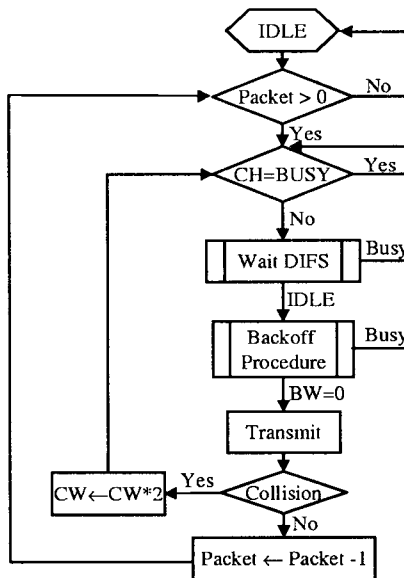 IDLE
Packet > 0
No
Yes
CH=BUSY
Yes
No
Wait DIFS
Busy
IDLE
Backoff
Procedure
Busy
BW=0
Transmit
CW←CW*2
Yes
Collision
No
Packet ← Packet -1